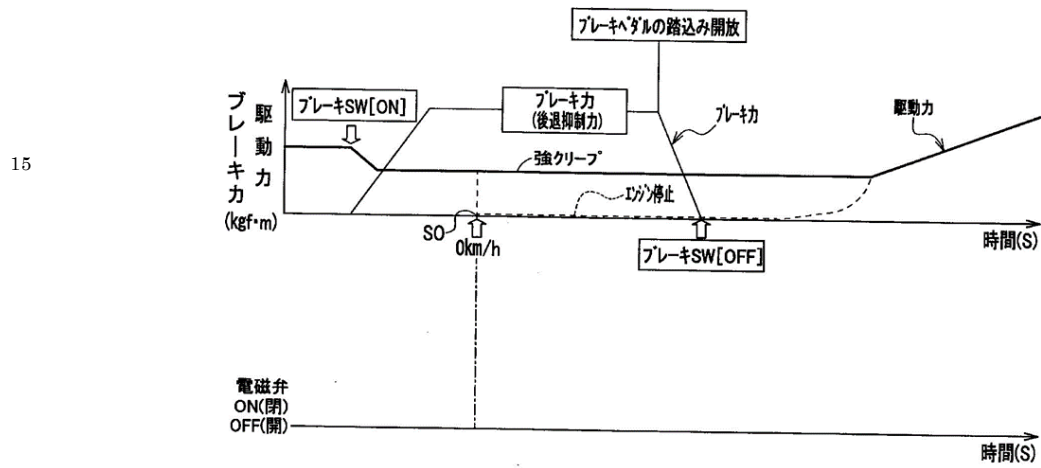 ブレーキペダルの踏込み開放
ブレーキSW[ON]
ブレーキ力
(後退抑制力)
ブレーキ力
駆動力
駆動力
ブレーキ力
(kgf·m)
15
強クリープ
エンジン停止
SO
0km/h
ブレーキSW[OFF]
時間(S)
電磁弁
ON(閉)
OFF(開)
時間(S)